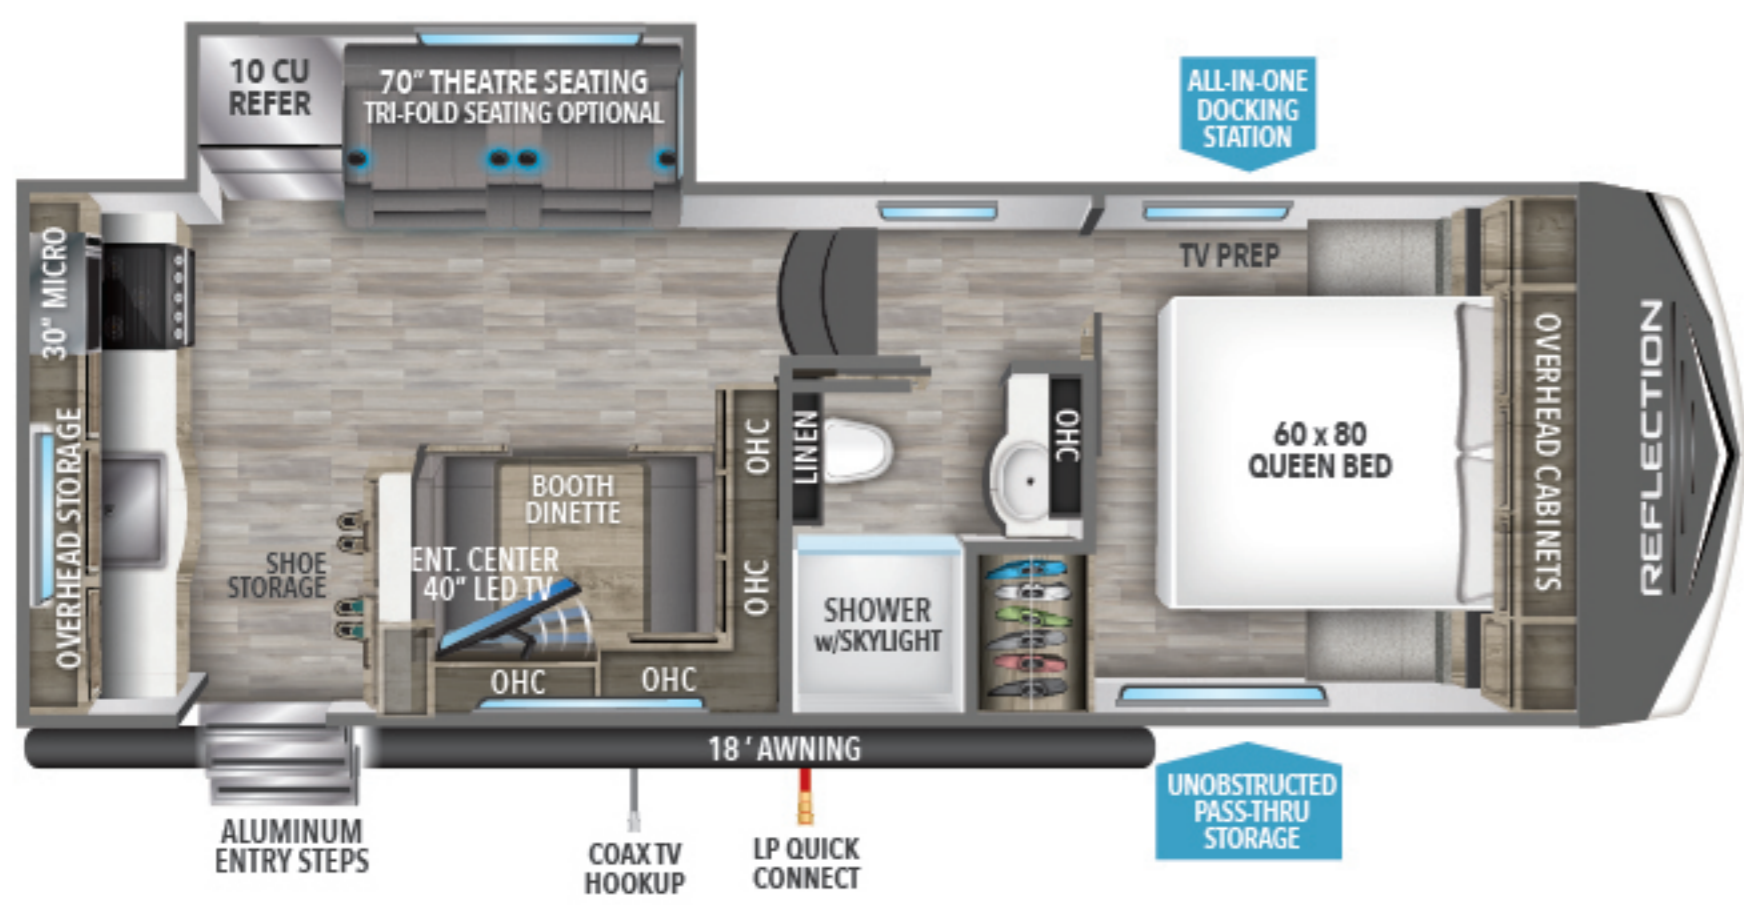 10 CU
REFER
70" THEATRE SEATING
TRI-FOLD SEATING OPTIONAL
ALL-IN-ONE
DOCKING
STATION
30" MICRO
OVERHEAD STORAGE
TV PREP
OHC
OHC
LINEN
OHC
60 x 80
QUEEN BED
OVERHEAD CABINETS
REFLECTION
BOOTH
DINETTE
ENT. CENTER
40" LED TV
SHOE
STORAGE
SHOWER
w/SKYLIGHT
OHC
OHC
18 ' AWNING
ALUMINUM
ENTRY STEPS
COAX TV
HOOKUP
LP QUICK
CONNECT
UNOBSTRUCTED
PASS-THRU
STORAGE